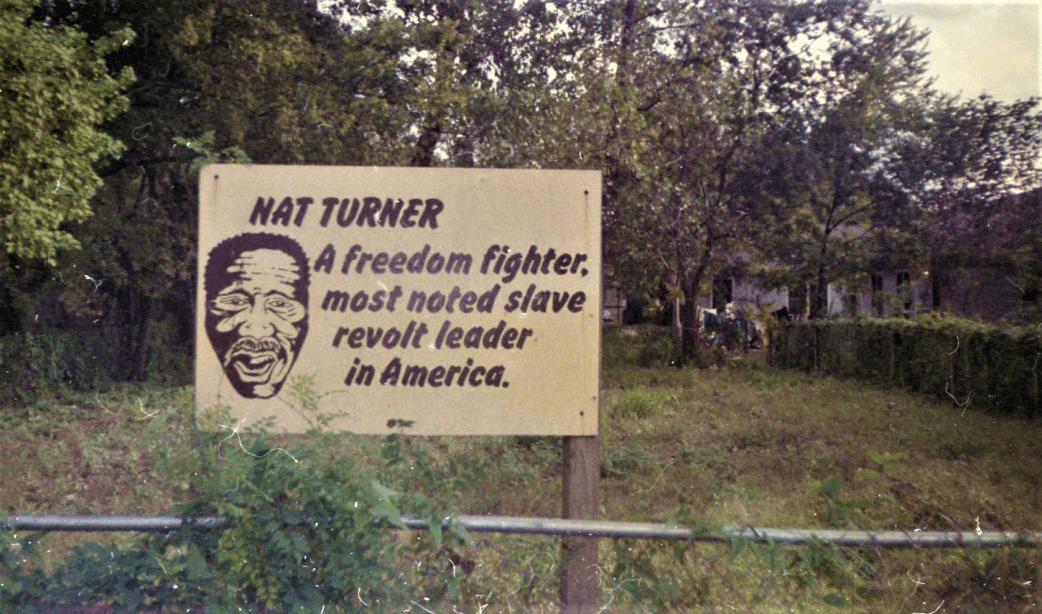 NAT TURNER
A freedom fighter,
most noted slave
revolt leader
in America.